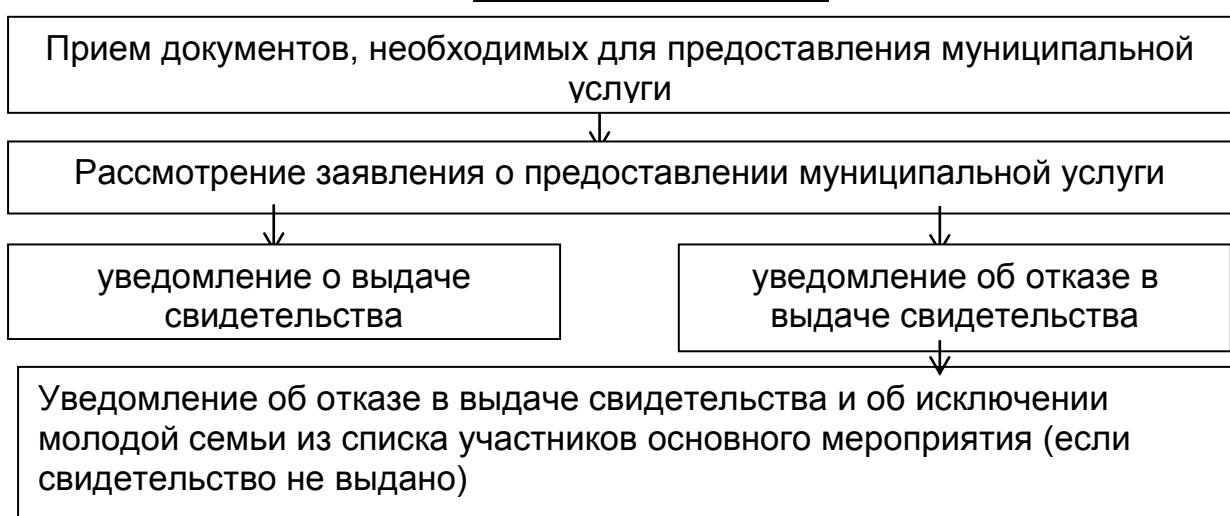 Прием документов, необходимых для предоставления муниципальной
услуги
Рассмотрение заявления о предоставлении муниципальной услуги
уведомление о выдаче
свидетельства
уведомление об отказе в
выдаче свидетельства
Уведомление об отказе в выдаче свидетельства и об исключении
молодой семьи из списка участников основного мероприятия (если
свидетельство не выдано)